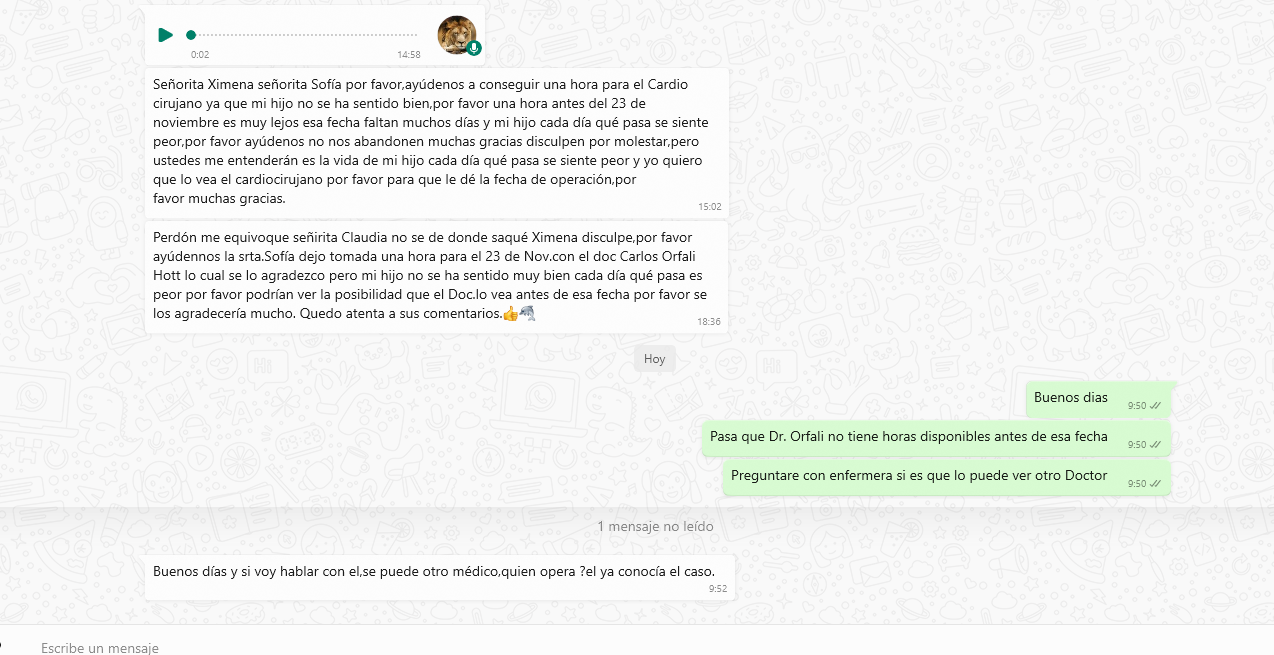 0:02 14:58
Señorita Ximena señorita Sofía por favor,ayúdenos a conseguir una hora para el Cardio
cirujano ya que mi hijo no se ha sentido bien,por favor una hora antes del 23 de
noviembre es muy lejos esa fecha faltan muchos días y mi hijo cada día qué pasa se siente
peor,por favor ayúdenos no nos abandonen muchas gracias disculpen por molestar,pero
ustedes me entenderán es la vida de mi hijo cada día qué pasa se siente peor y yo quiero
que lo vea el cardiocirujano por favor para que le dé la fecha de operación,por
favor muchas gracias.
15:02
Perdón me equivoque señirita Claudia no se de donde saqué Ximena disculpe,por favor
ayúdennos la srta.Sofía dejo tomada una hora para el 23 de Nov.con el doc Carlos Orfali
Hott lo cual se lo agradezco pero mi hijo no se ha sentido muy bien cada día qué pasa es
peor por favor podrían ver la posibilidad que el Doc.lo vea antes de esa fecha por favor se
los agradecería mucho. Quedo atenta a sus comentarios.👍🐬
18:36
Hoy
Buenos dias 9:50
Pasa que Dr. Orfali no tiene horas disponibles antes de esa fecha 9:50
Preguntare con enfermera si es que lo puede ver otro Doctor 9:50
1 mensaje no leído
Buenos días y si voy hablar con el,se puede otro médico,quien opera ?el ya conocía el caso.
9:52
Escribe un mensaje